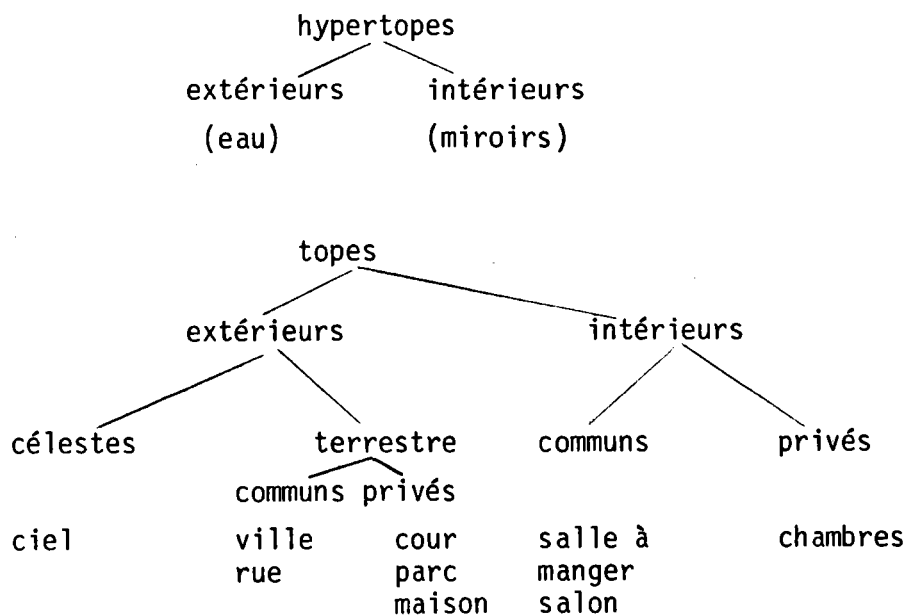 hypertopes
extérieurs intérieurs
(eau) (miroirs)
topes
extérieurs intérieurs
célestes terrestre communs privés
communs privés
ciel ville cour salle à chambres
rue parc manger
maison salon